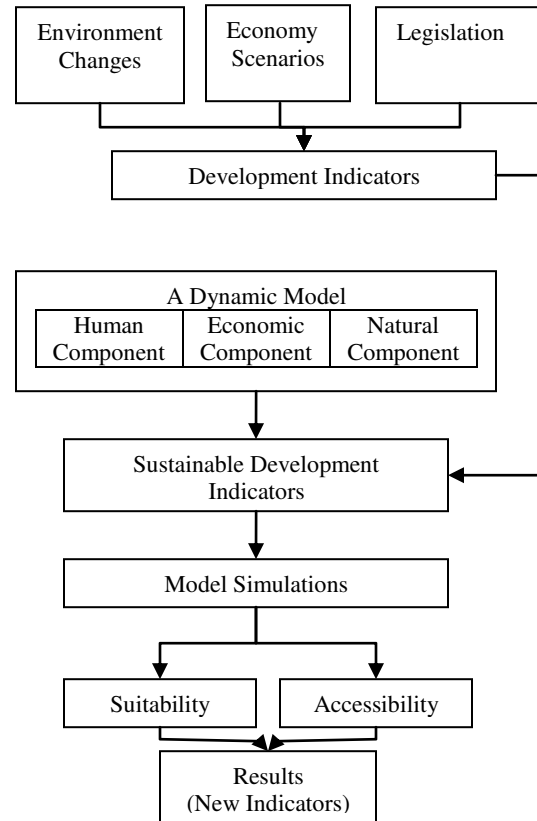 Environment
Changes
Economy
Scenarios
Legislation
Development Indicators
A Dynamic Model
Human
Component
Economic
Component
Natural
Component
Sustainable Development
Indicators
Model Simulations
Suitability
Accessibility
Results
(New Indicators)